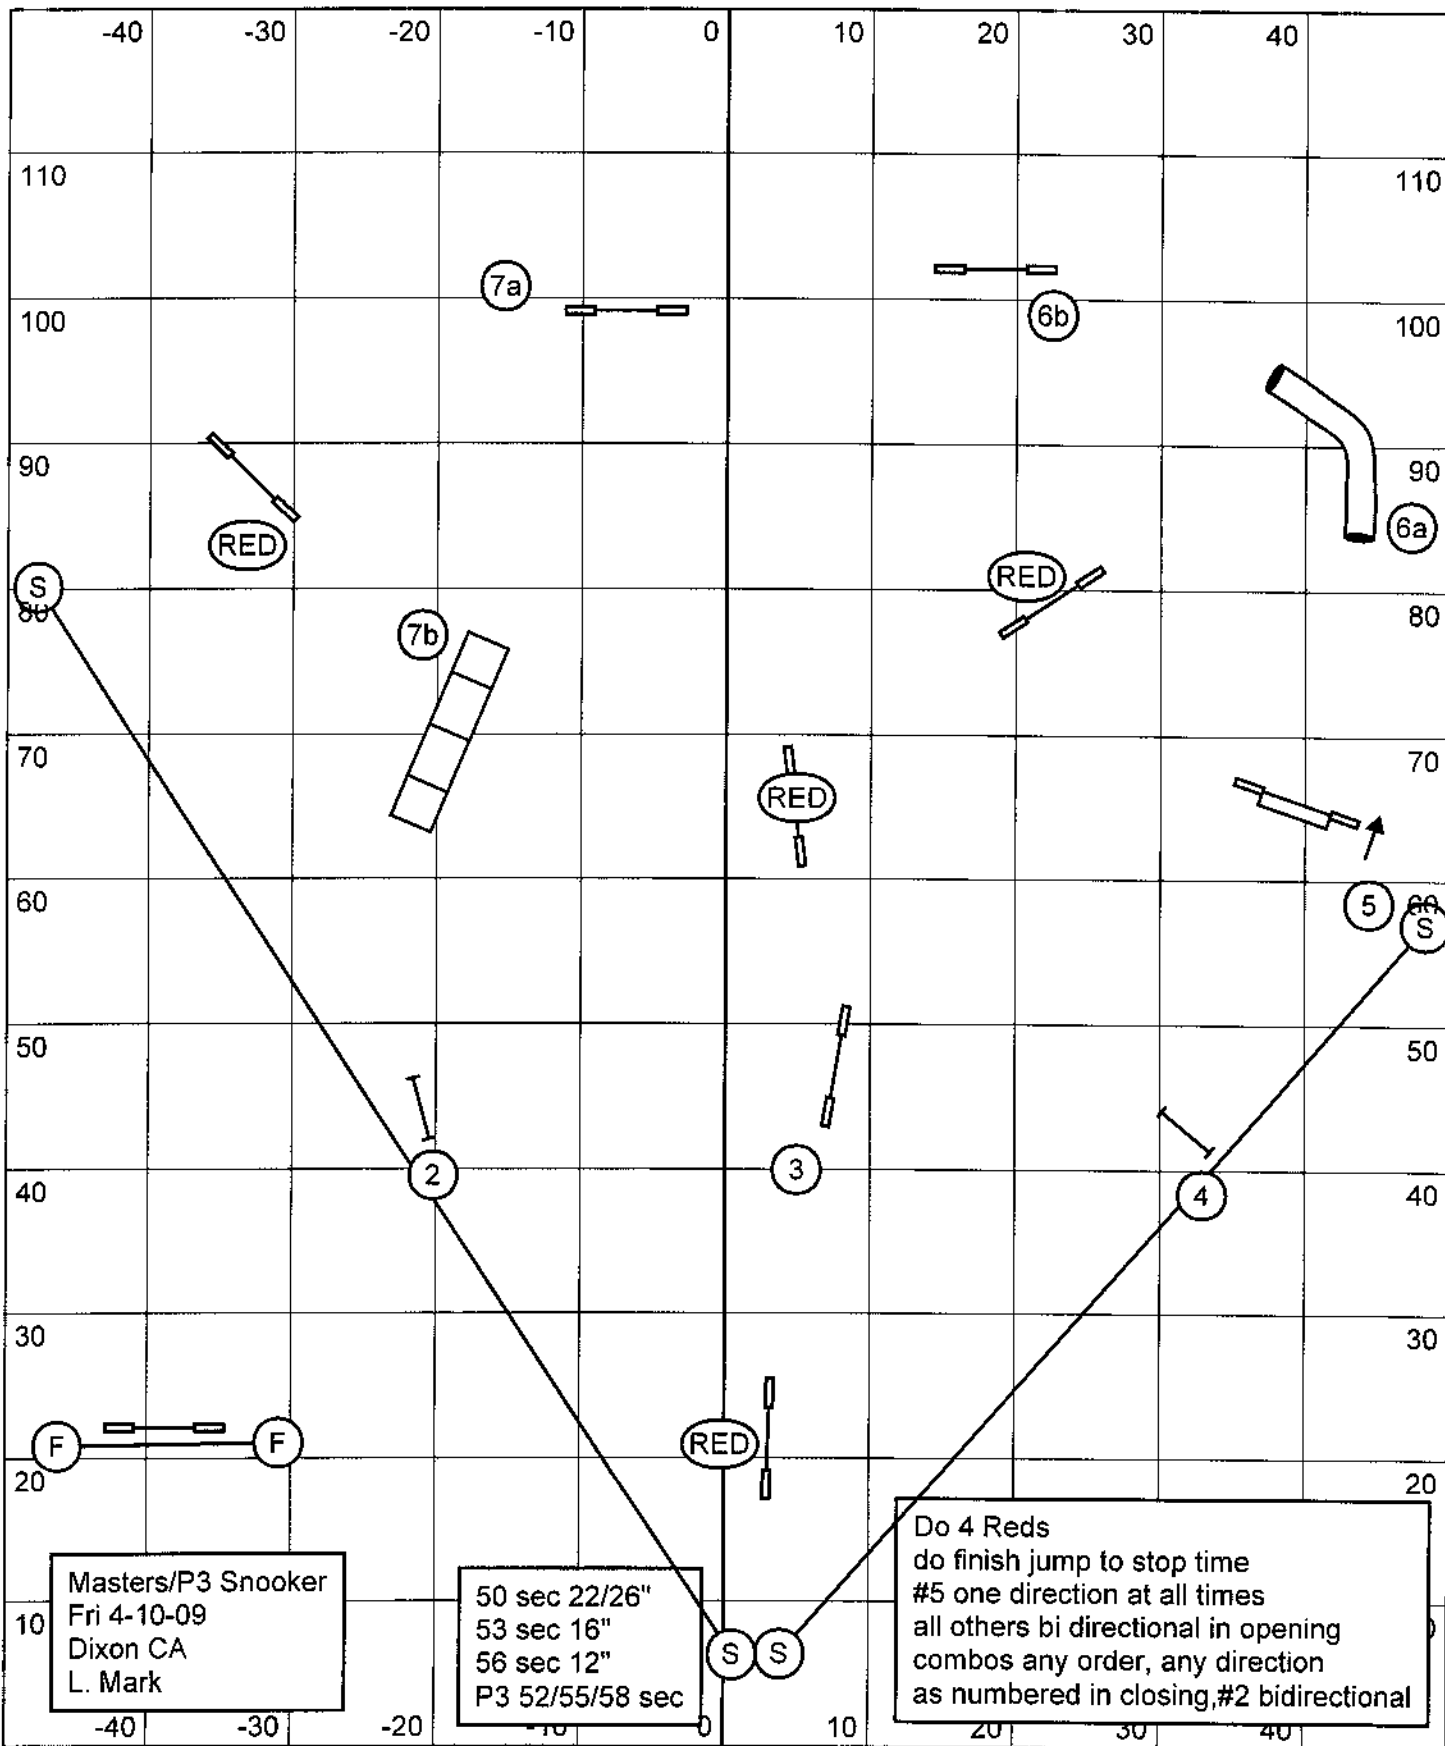 -40 -30 -20 -10 0 10 20 30 40
110 110
7a
6b
100 100
90 90
6a
RED
RED
S
80 80
7b
70 70
RED
60 5 60
S
50 50
2 3
40 4 40
30 30
F F RED
20 20
Do 4 Reds
do finish jump to stop time
#5 one direction at all times
all others bi directional in opening
combos any order, any direction
as numbered in closing,#2 bidirectional
Masters/P3 Snooker
Fri 4-10-09
Dixon CA
L. Mark
50 sec 22/26"
53 sec 16"
56 sec 12"
P3 52/55/58 sec
10
S S
-40 -30 -20 -10 0 10 20 30 40